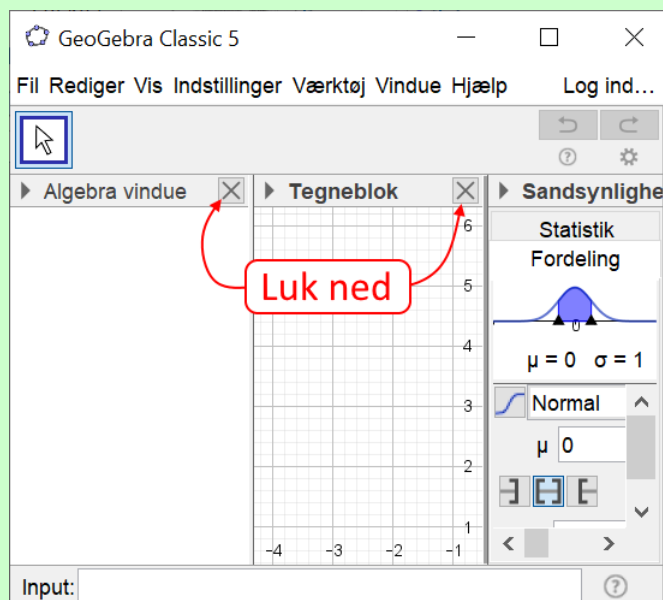 GeoGebra Classic 5
Fil Rediger Vis Indstillinger Værktøj Vindue Hjælp Log ind...
Algebra vindue
Tegneblok
Sandsynlighe
Luk ned
6
5
4
3
2
1
-4 -3 -2 -1
Statistik
Fordeling
0
μ = 0 σ = 1
Normal
μ 0
Input: